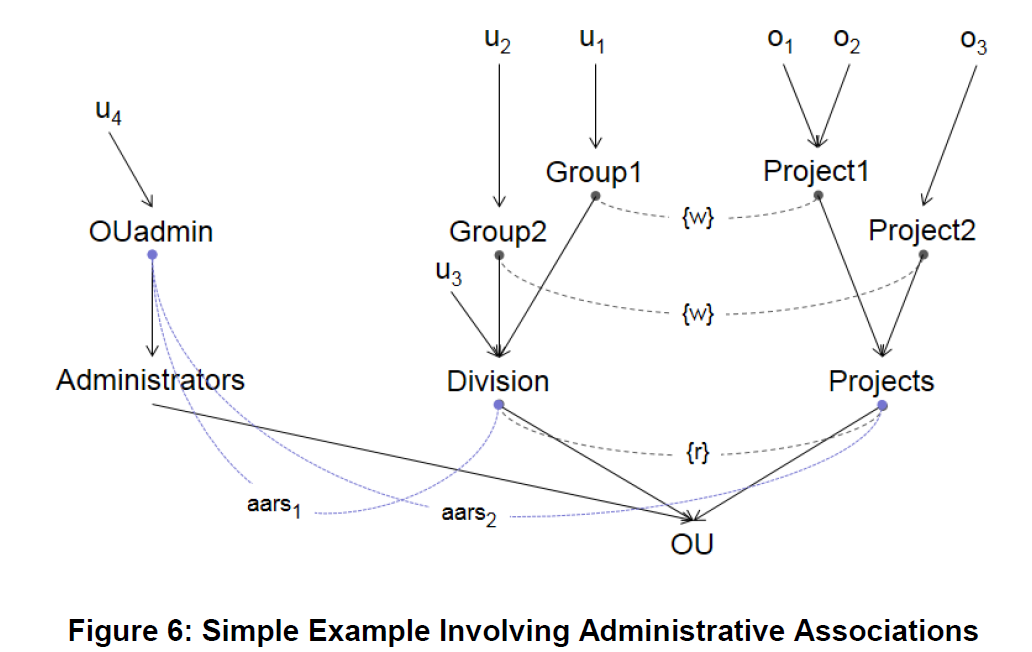 u2 u1 o1 o2 o3
u4
Group1 Project1
{w}
OUadmin Group2 Project2
u3
{w}
Administrators Division Projects
{r}
aars1 aars2
OU
Figure 6: Simple Example Involving Administrative Associations